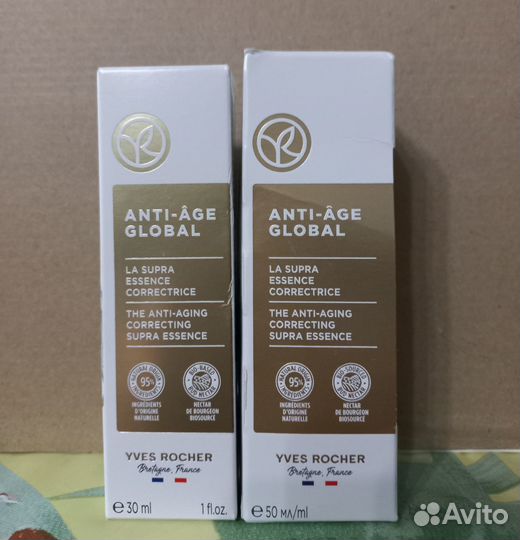 ANTI-ÂGE
GLOBAL
LA SUPRA
ESSENCE
CORRECTRICE
THE ANTI-AGING
CORRECTING
SUPRA ESSENCE
95%
INGRÉDIENTS
D'ORIGINE
NATURELLE
NECTAR
DE BOURGEON
BIOSOURCÉ
YVES ROCHER
Bretagne, France
℮ 30 ml 1 fl.oz.
ANTI-ÂGE
GLOBAL
LA SUPRA
ESSENCE
CORRECTRICE
THE ANTI-AGING
CORRECTING
SUPRA ESSENCE
95%
INGRÉDIENTS
D'ORIGINE
NATURELLE
NECTAR
DE BOURGEON
BIOSOURCÉ
YVES ROCHER
Bretagne, France
℮ 50 мл/ml
Avito